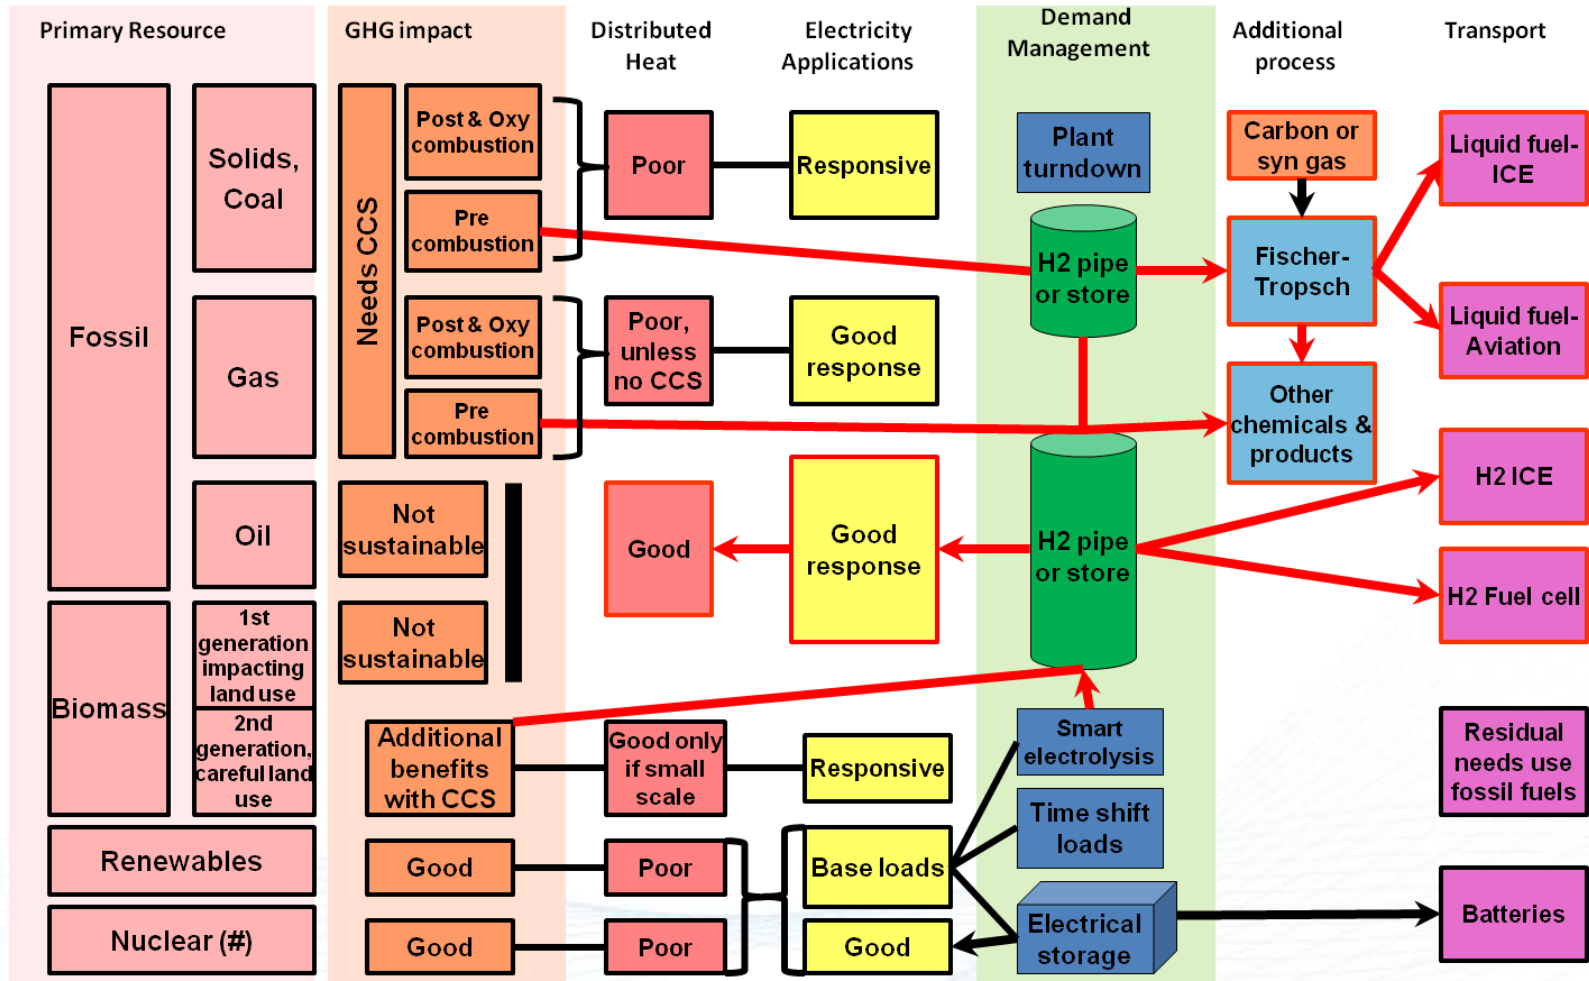 Primary Resource
GHG impact
Distributed
Heat
Electricity
Applications
Demand
Management
Additional
process
Transport
Fossil
Solids,
Coal
Gas
Oil
Biomass
1st
generation
impacting
land use
2nd
generation,
careful land
use
Renewables
Nuclear (#)
Needs CCS
Post & Oxy
combustion
Pre
combustion
Post & Oxy
combustion
Pre
combustion
Not
sustainable
Not
sustainable
Additional
benefits
with CCS
Good
Good
Poor
Poor,
unless
no CCS
Good
Good only
if small
scale
Poor
Poor
Responsive
Good
response
Good
response
Responsive
Base loads
Good
Plant
turndown
H2 pipe
or store
H2 pipe
or store
Smart
electrolysis
Time shift
loads
Electrical
storage
Carbon or
syn gas
Fischer-
Tropsch
Other
chemicals &
products
Liquid fuel-
ICE
Liquid fuel-
Aviation
H2 ICE
H2 Fuel cell
Residual
needs use
fossil fuels
Batteries